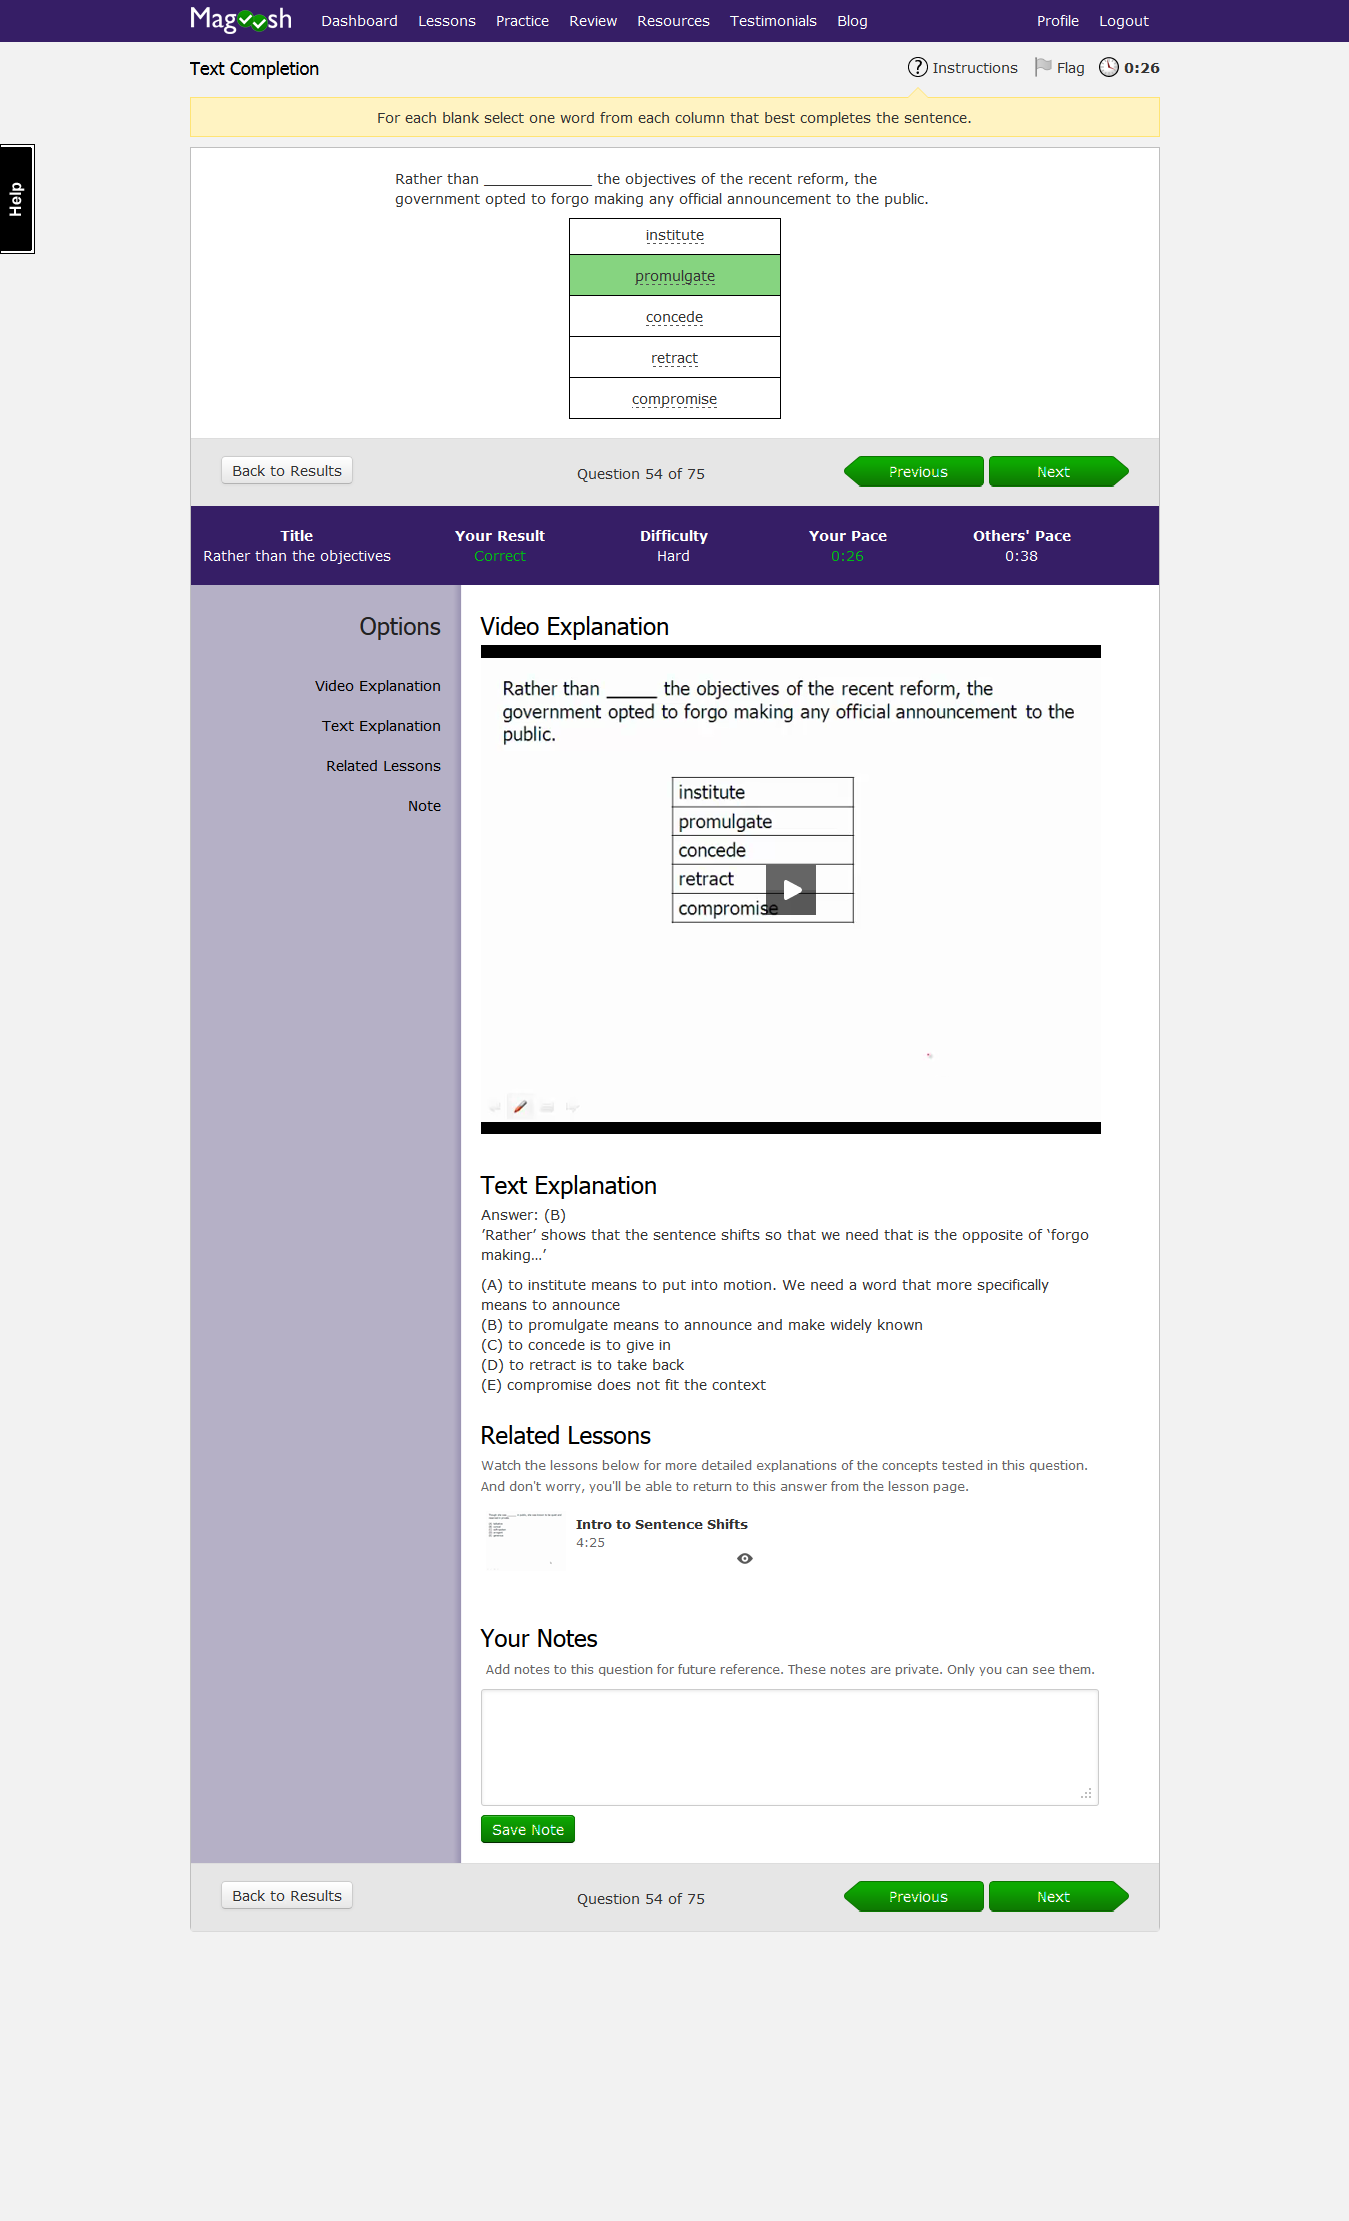 Magoosh Dashboard Lessons Practice Review Resources Testimonials Blog Profile Logout
Text Completion ? Instructions Flag 0:26
For each blank select one word from each column that best completes the sentence.
Help
Rather than _____________ the objectives of the recent reform, the
government opted to forgo making any official announcement to the public.
institute
promulgate
concede
retract
compromise
Back to Results Question 54 of 75 Previous Next
Title Your Result Difficulty Your Pace Others' Pace
Rather than the objectives Correct Hard 0:26 0:38
Options
Video Explanation
Text Explanation
Related Lessons
Note
Video Explanation
Rather than _____ the objectives of the recent reform, the
government opted to forgo making any official announcement to the
public.
institute
promulgate
concede
retract
compromise
Text Explanation
Answer: (B)
’Rather’ shows that the sentence shifts so that we need that is the opposite of ‘forgo
making…’
(A) to institute means to put into motion. We need a word that more specifically
means to announce
(B) to promulgate means to announce and make widely known
(C) to concede is to give in
(D) to retract is to take back
(E) compromise does not fit the context
Related Lessons
Watch the lessons below for more detailed explanations of the concepts tested in this question.
And don't worry, you'll be able to return to this answer from the lesson page.
Intro to Sentence Shifts
4:25
Your Notes
Add notes to this question for future reference. These notes are private. Only you can see them.
Save Note
Back to Results Question 54 of 75 Previous Next